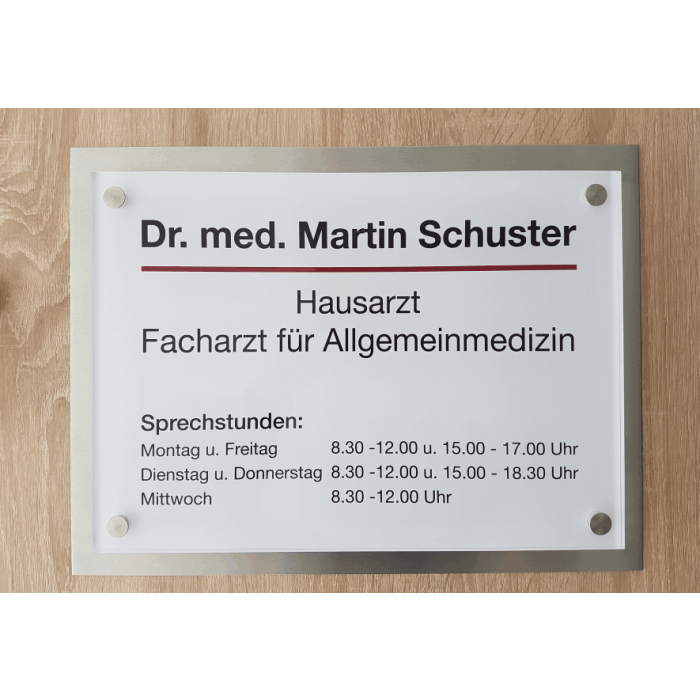 Dr. med. Martin Schuster
Hausarzt
Facharzt für Allgemeinmedizin
Sprechstunden:
Montag u. Freitag 8.30 -12.00 u. 15.00 - 17.00 Uhr
Dienstag u. Donnerstag 8.30 -12.00 u. 15.00 - 18.30 Uhr
Mittwoch 8.30 -12.00 Uhr